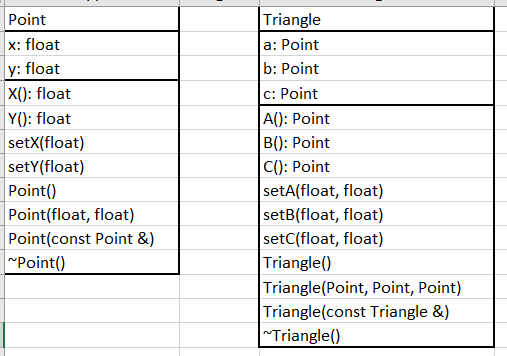 Point
x: float
y: float
X(): float
Y(): float
setX(float)
setY(float)
Point()
Point(float, float)
Point(const Point &)
~Point()
Triangle
a: Point
b: Point
c: Point
A(): Point
B(): Point
C(): Point
setA(float, float)
setB(float, float)
setC(float, float)
Triangle()
Triangle(Point, Point, Point)
Triangle(const Triangle &)
~Triangle()